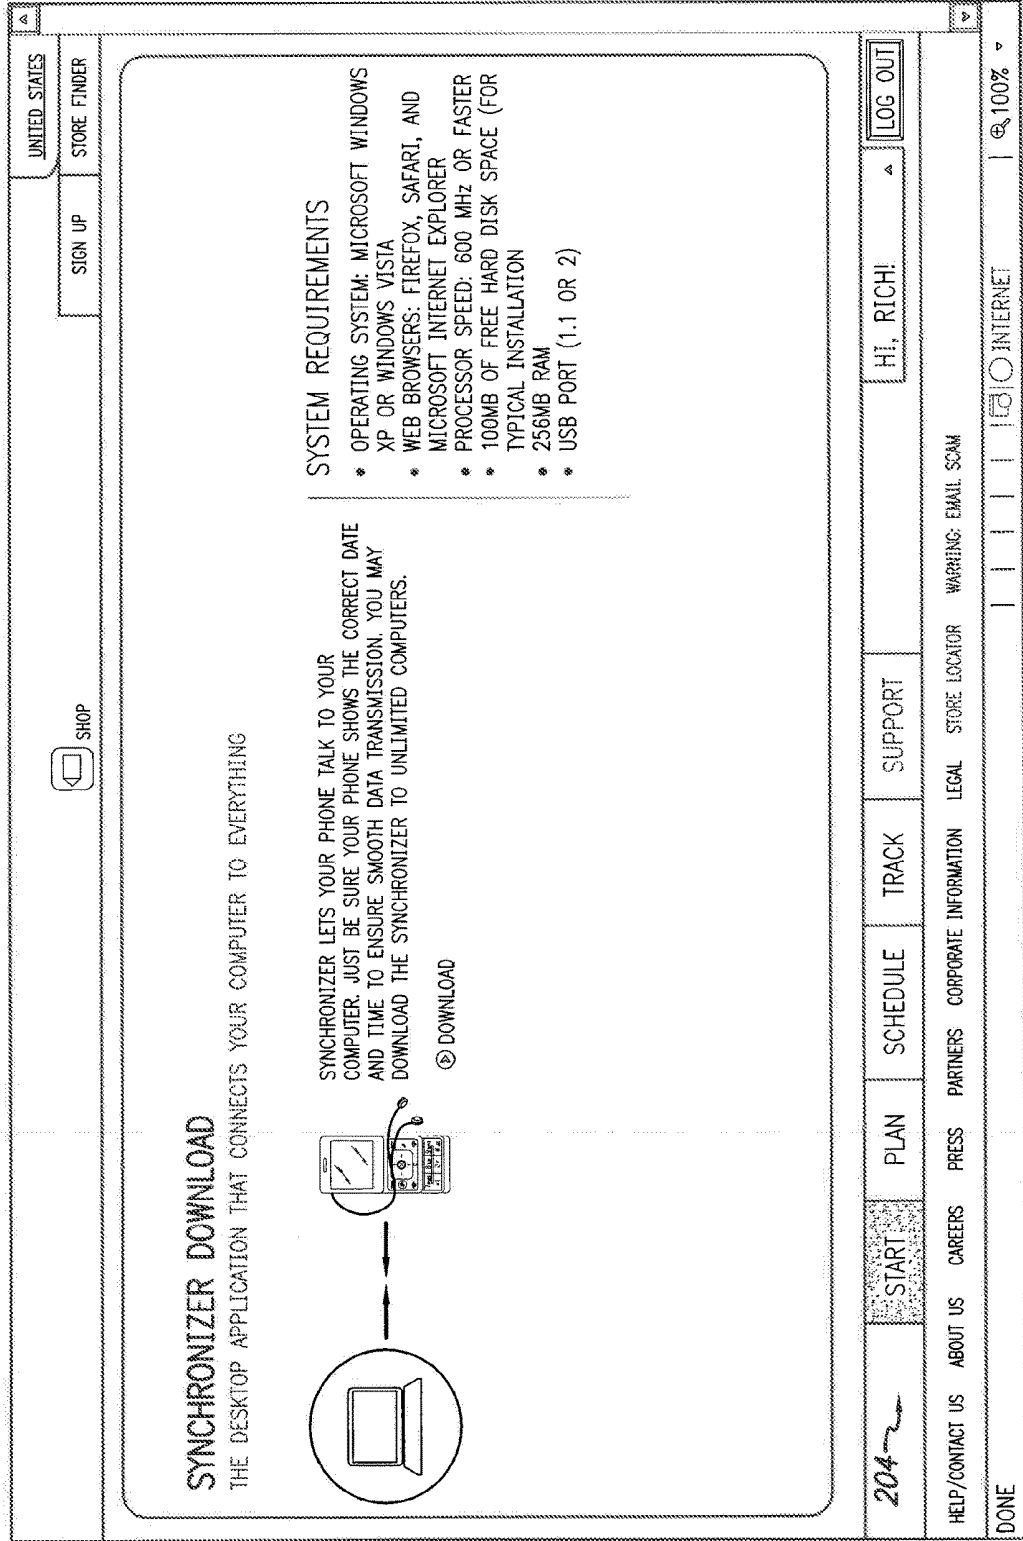 UNITED STATES
SHOP
SIGN UP
STORE FINDER
SYNCHRONIZER DOWNLOAD
THE DESKTOP APPLICATION THAT CONNECTS YOUR COMPUTER TO EVERYTHING
SYNCHRONIZER LETS YOUR PHONE TALK TO YOUR
COMPUTER. JUST BE SURE YOUR PHONE SHOWS THE CORRECT DATE
AND TIME TO ENSURE SMOOTH DATA TRANSMISSION. YOU MAY
DOWNLOAD THE SYNCHRONIZER TO UNLIMITED COMPUTERS.
DOWNLOAD
SYSTEM REQUIREMENTS
• OPERATING SYSTEM: MICROSOFT WINDOWS
XP OR WINDOWS VISTA
• WEB BROWSERS: FIREFOX, SAFARI, AND
MICROSOFT INTERNET EXPLORER
• PROCESSOR SPEED: 600 MHz OR FASTER
• 100MB OF FREE HARD DISK SPACE (FOR
TYPICAL INSTALLATION
• 256MB RAM
• USB PORT (1.1 OR 2)
204
START
PLAN
SCHEDULE
TRACK
SUPPORT
HI, RICH!
LOG OUT
HELP/CONTACT US ABOUT US CAREERS PRESS PARTNERS CORPORATE INFORMATION LEGAL STORE LOCATOR WARNING: EMAIL SCAM
DONE
INTERNET
100%